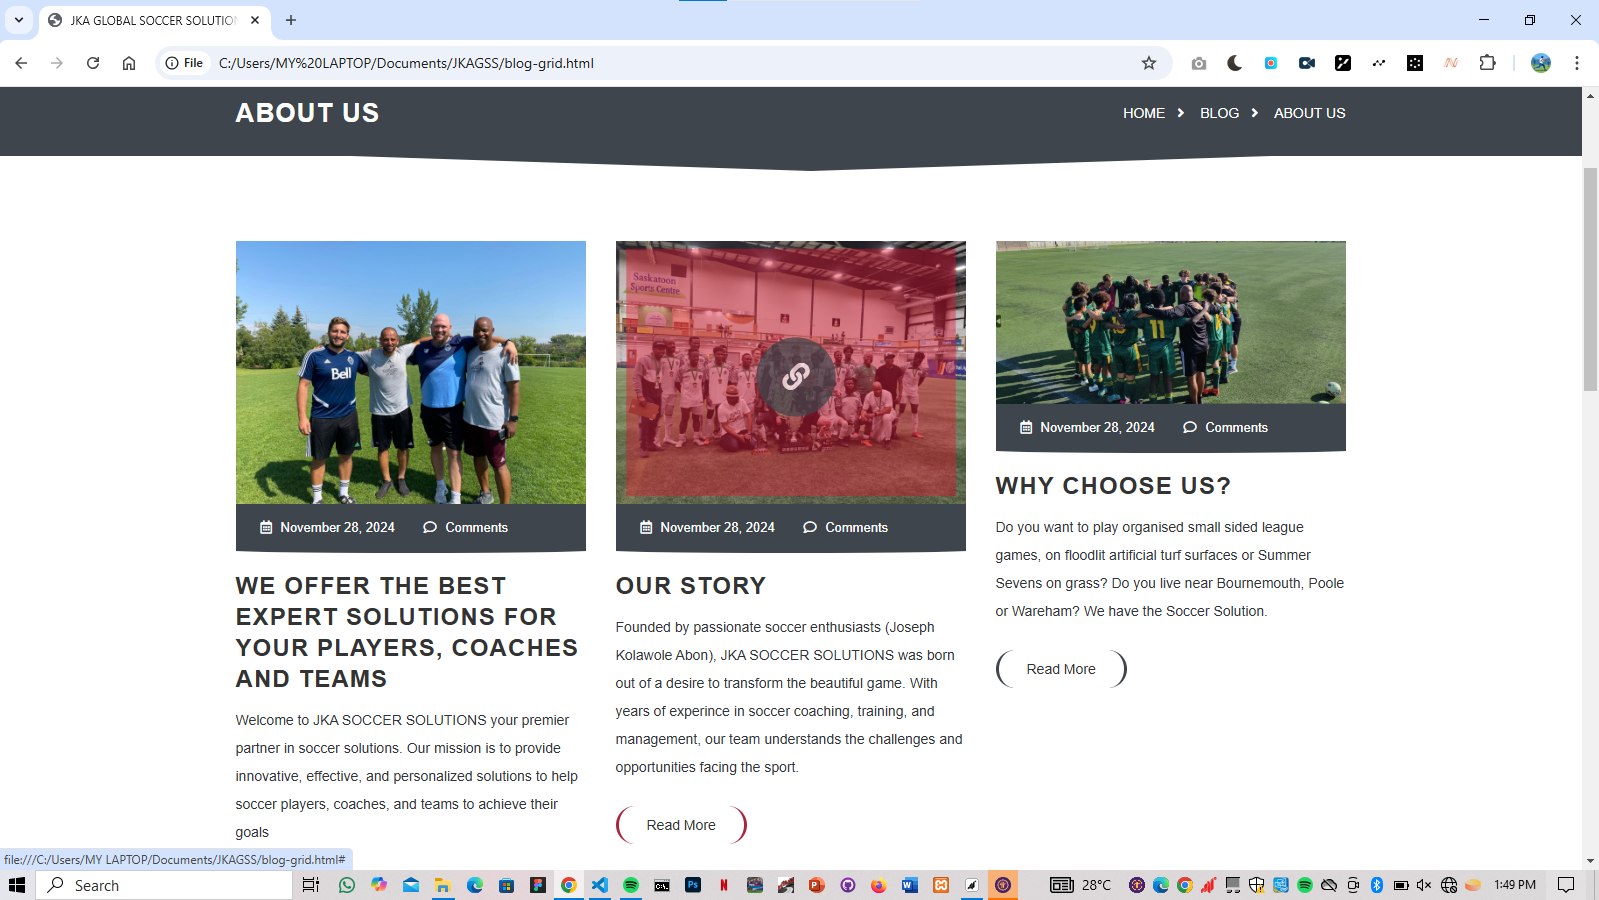 JKA GLOBAL SOCCER SOLUTION
File
C:/Users/MY%20LAPTOP/Documents/JKAGSS/blog-grid.html
ABOUT US
HOME
BLOG
ABOUT US
Bell
Saskatoon
Sports Centre
11
November 28, 2024
Comments
WE OFFER THE BEST
EXPERT SOLUTIONS FOR
YOUR PLAYERS, COACHES
AND TEAMS
Welcome to JKA SOCCER SOLUTIONS your premier
partner in soccer solutions. Our mission is to provide
innovative, effective, and personalized solutions to help
soccer players, coaches, and teams to achieve their
goals
November 28, 2024
Comments
OUR STORY
Founded by passionate soccer enthusiasts (Joseph
Kolawole Abon), JKA SOCCER SOLUTIONS was born
out of a desire to transform the beautiful game. With
years of experince in soccer coaching, training, and
management, our team understands the challenges and
opportunities facing the sport.
Read More
November 28, 2024
Comments
WHY CHOOSE US?
Do you want to play organised small sided league
games, on floodlit artificial turf surfaces or Summer
Sevens on grass? Do you live near Bournemouth, Poole
or Wareham? We have the Soccer Solution.
Read More
file:///C:/Users/MY LAPTOP/Documents/JKAGSS/blog-grid.html#
Search
28°C
1:49 PM